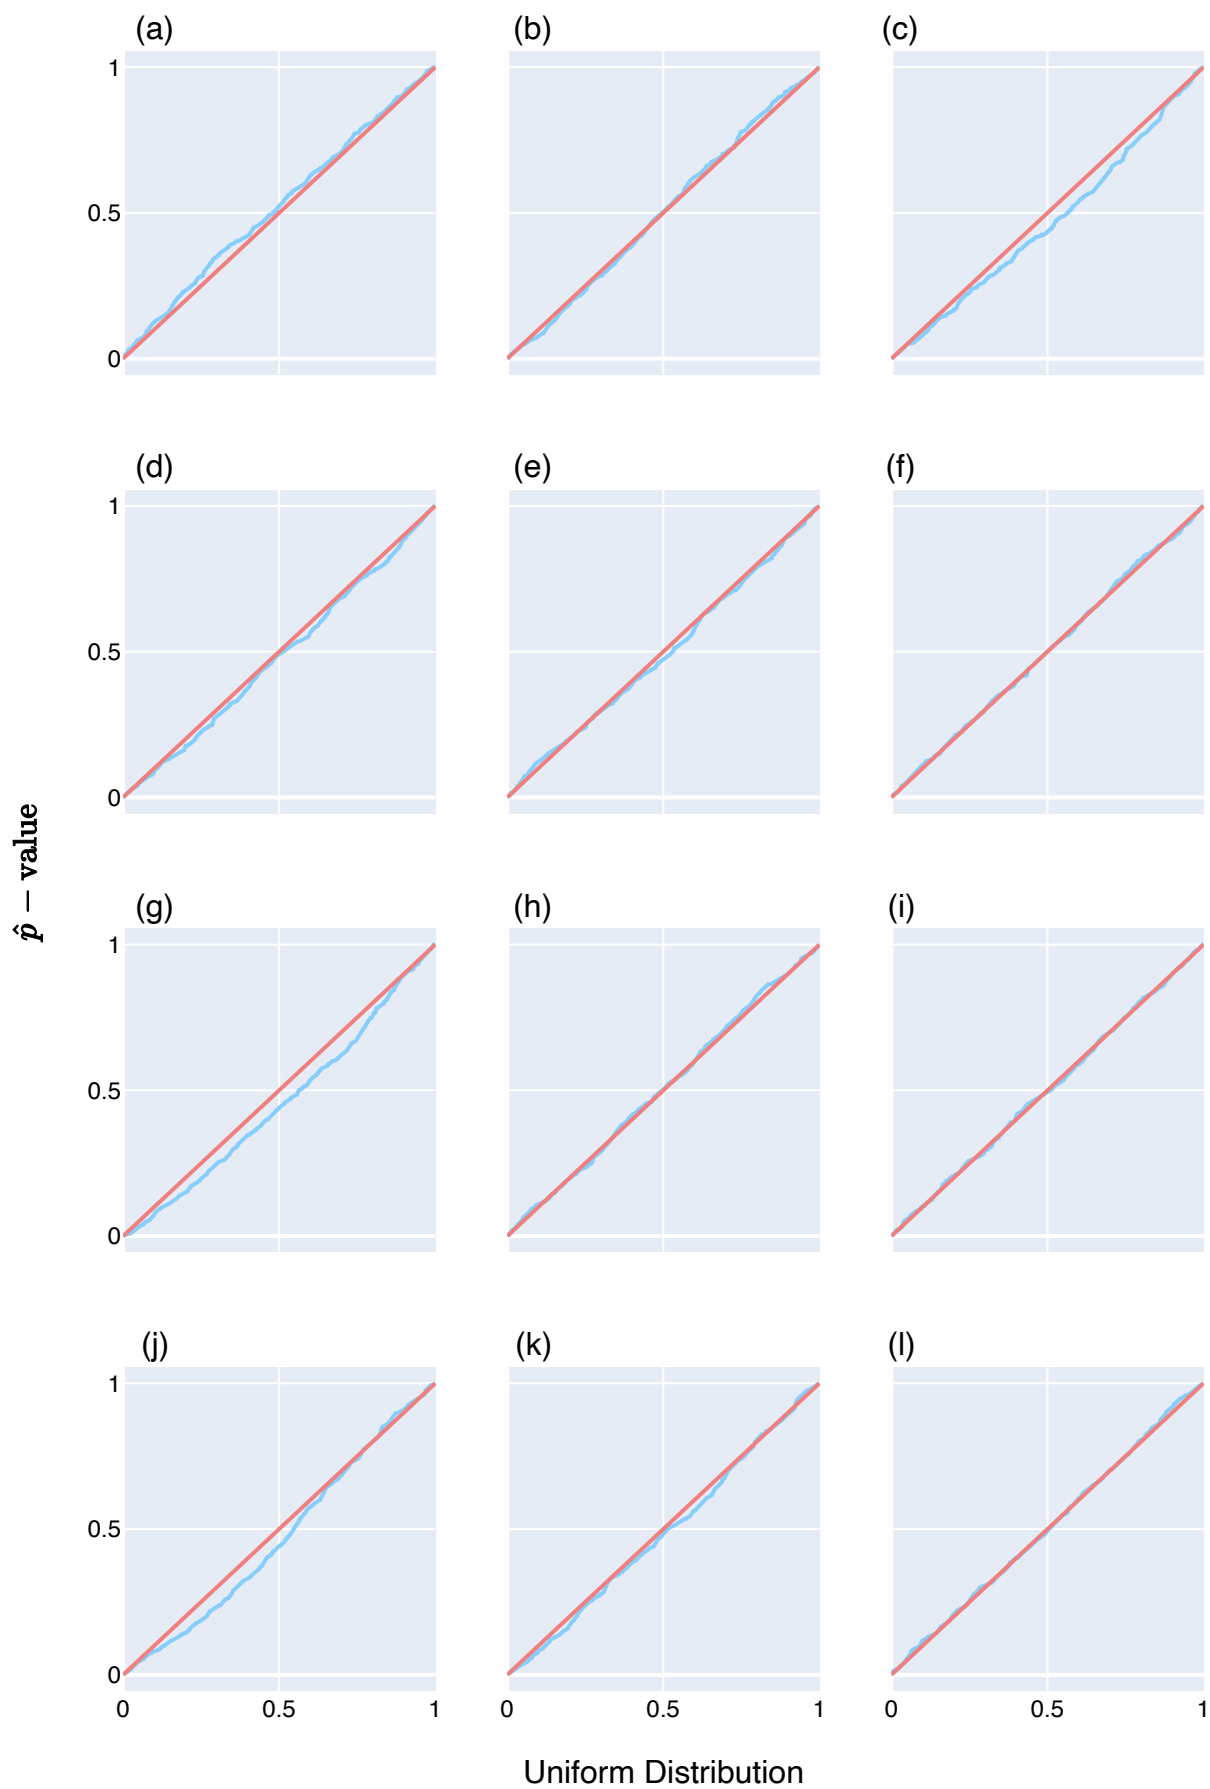 (a) (b) (c)
1
0.5
0
(d) (e) (f)
1
0.5
0
p̂ − value
(g) (h) (i)
1
0.5
0
(j) (k) (l)
1
0.5
0
0 0.5 1 0 0.5 1 0 0.5 1
Uniform Distribution